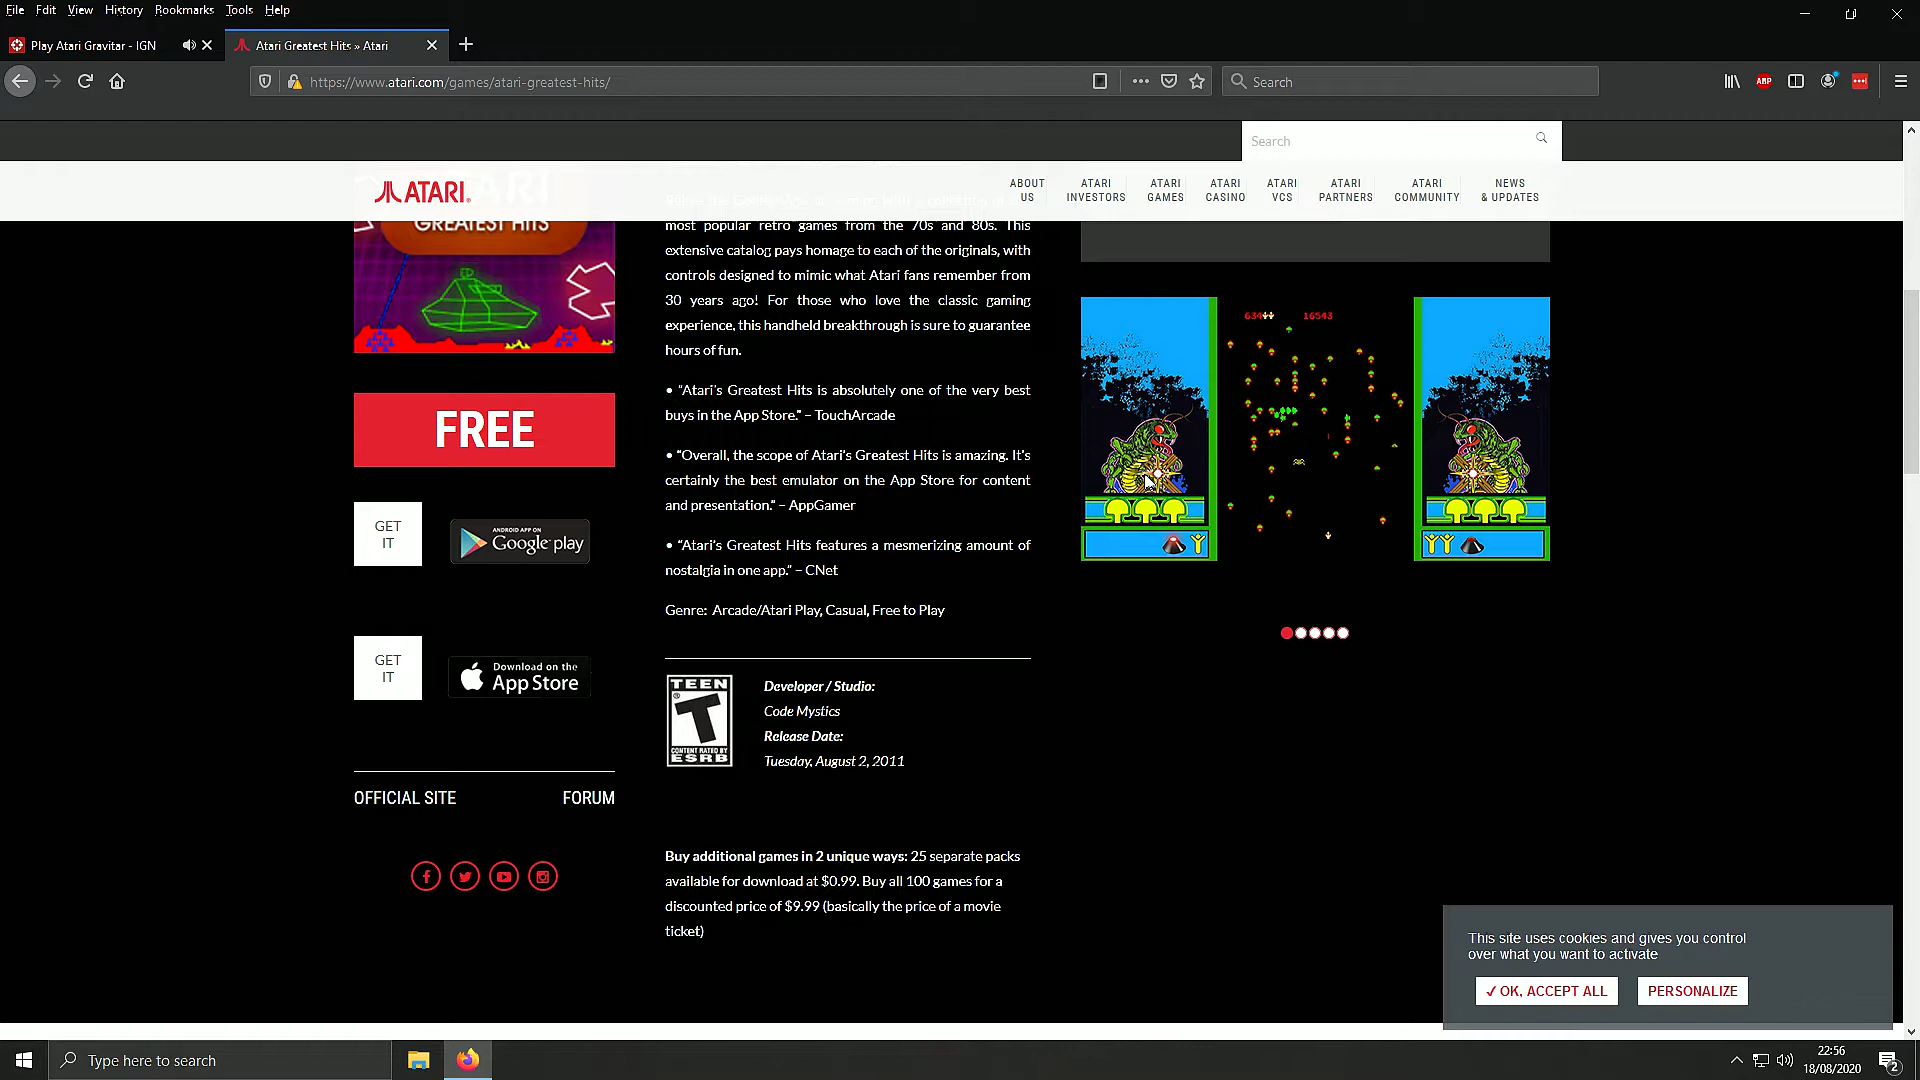 File Edit View History Bookmarks Tools Help
Play Atari Gravitar - IGN
Atari Greatest Hits » Atari
https://www.atari.com/games/atari-greatest-hits/
Search
ABP
Search
ATARI
ABOUT US
ATARI INVESTORS
ATARI GAMES
ATARI CASINO
ATARI VCS
ATARI PARTNERS
ATARI COMMUNITY
NEWS & UPDATES
GREATEST HITS
FREE
GET IT
ANDROID APP ON
Google play
GET IT
Download on the
App Store
OFFICIAL SITE
FORUM
most popular retro games from the 70s and 80s. This
extensive catalog pays homage to each of the originals, with
controls designed to mimic what Atari fans remember from
30 years ago! For those who love the classic gaming
experience, this handheld breakthrough is sure to guarantee
hours of fun.
• “Atari’s Greatest Hits is absolutely one of the very best
buys in the App Store.” – TouchArcade
• “Overall, the scope of Atari’s Greatest Hits is amazing. It’s
certainly the best emulator on the App Store for content
and presentation.” – AppGamer
• “Atari’s Greatest Hits features a mesmerizing amount of
nostalgia in one app.” – CNet
Genre: Arcade/Atari Play, Casual, Free to Play
TEEN
T
CONTENT RATED BY
ESRB
Developer / Studio:
Code Mystics
Release Date:
Tuesday, August 2, 2011
Buy additional games in 2 unique ways: 25 separate packs
available for download at $0.99. Buy all 100 games for a
discounted price of $9.99 (basically the price of a movie
ticket)
634 16543
This site uses cookies and gives you control
over what you want to activate
✓ OK, ACCEPT ALL
PERSONALIZE
Type here to search
22:56
18/08/2020
2